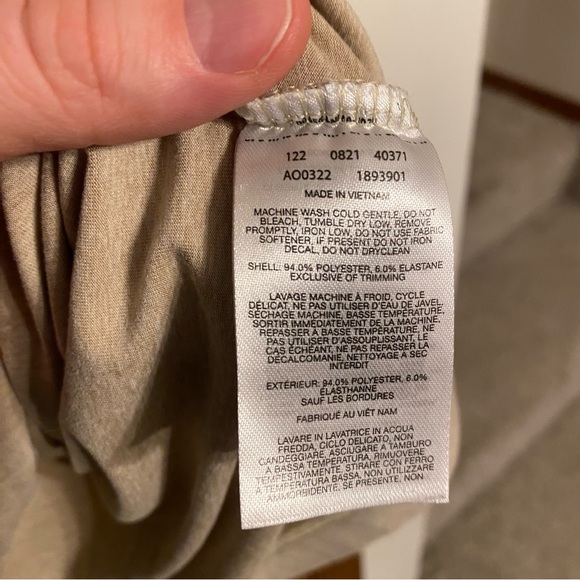 122 0821 40371
AO0322 1893901
MADE IN VIETNAM
MACHINE WASH COLD GENTLE, DO NOT
BLEACH, TUMBLE DRY LOW, REMOVE
PROMPTLY, IRON LOW, DO NOT USE FABRIC
SOFTENER, IF PRESENT DO NOT IRON
DECAL, DO NOT DRYCLEAN
SHELL: 94.0% POLYESTER, 6.0% ELASTANE
EXCLUSIVE OF TRIMMING
LAVAGE MACHINE À FROID, CYCLE
DÉLICAT, NE PAS UTILISER D'EAU DE JAVEL,
SÉCHAGE MACHINE, BASSE TEMPÉRATURE,
SORTIR IMMÉDIATEMENT DE LA MACHINE,
REPASSER À BASSE TEMPÉRATURE, NE
PAS UTILISER D'ASSOUPLISSANT, LE
CAS ÉCHÉANT, NE PAS REPASSER LA
DÉCALCOMANIE, NETTOYAGE À SEC
INTERDIT
EXTÉRIEUR: 94.0% POLYESTER, 6.0%
ÉLASTHANNE
SAUF LES BORDURES
FABRIQUÉ AU VIÊT NAM
LAVARE IN LAVATRICE IN ACQUA
FREDDA, CICLO DELICATO, NON
CANDEGGIARE, ASCIUGARE A TAMBURO
A BASSA TEMPERATURA, RIMUOVERE
TEMPESTIVAMENTE, STIRARE CON FERRO
A TEMPERATURA BASSA, NON UTILIZZARE
AMMORBIDENTE, SE PRESENTE, NON